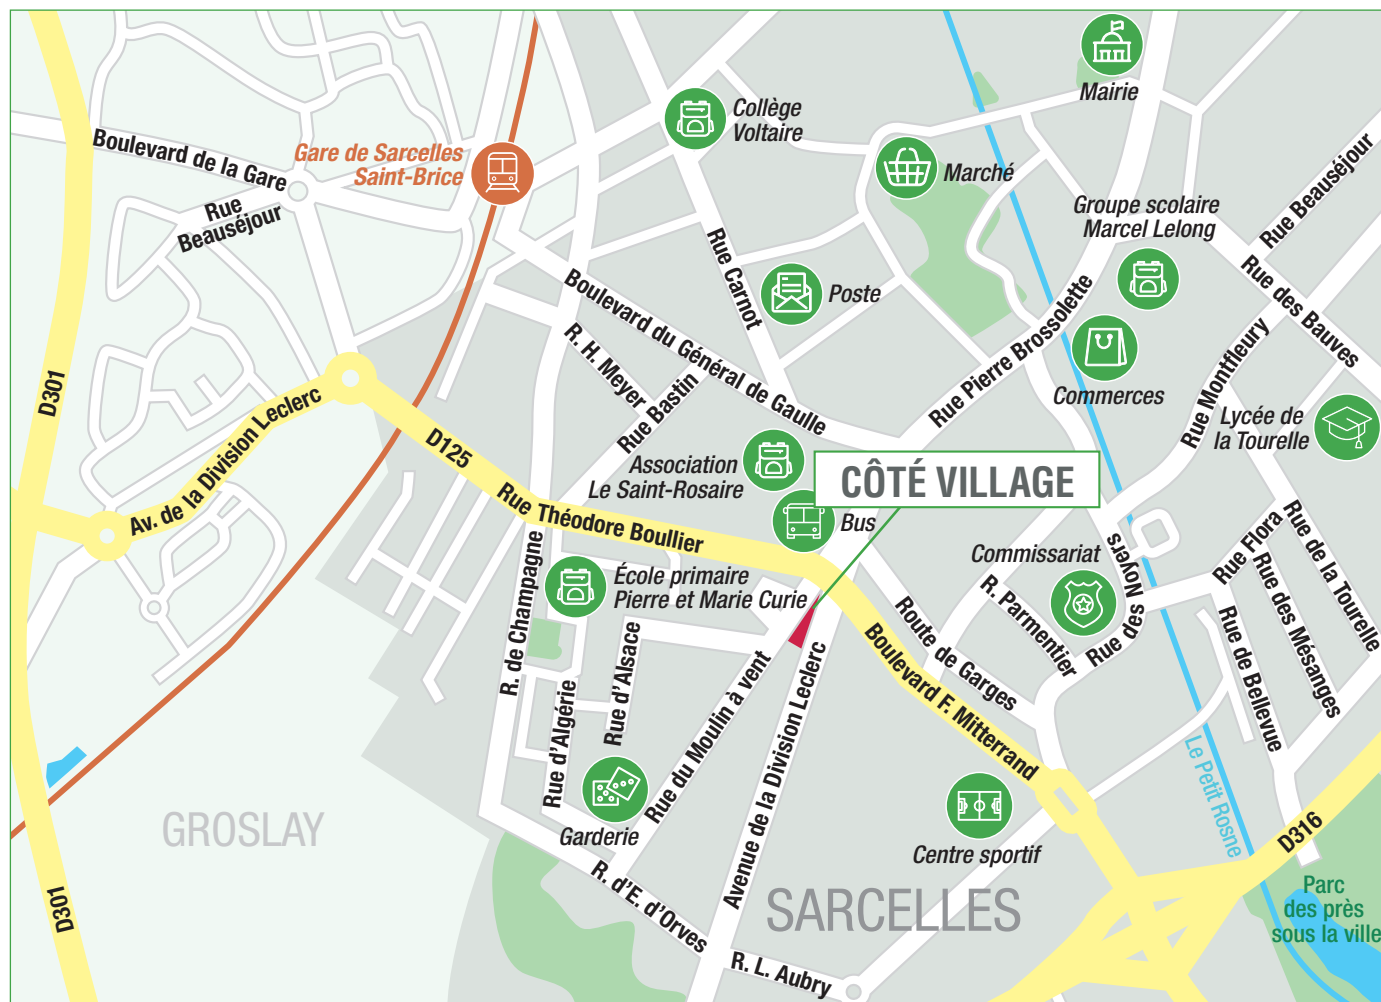 Mairie
Collège
Voltaire
Boulevard de la Gare
Gare de Sarcelles
Saint-Brice
Marché
Rue
Beauséjour
Groupe scolaire
Marcel Lelong
Rue Beauséjour
Rue Carnot
Poste
Boulevard du Général de Gaulle
Rue des Bauves
Rue Pierre Brossolette
R. H. Meyer
Rue Bastin
Commerces
Rue Montfleury
D301
Av. de la Division Leclerc
D125
Lycée de
la Tourelle
Association
Le Saint-Rosaire
CÔTÉ VILLAGE
Rue Théodore Boullier
Bus
Commissariat
Rue des Noyers
Rue Flora
Rue de la Tourelle
Rue des Mésanges
École primaire
Pierre et Marie Curie
R. de Champagne
R. Parmentier
Route de Garges
Rue de Bellevue
Rue d'Alsace
Rue d'Algérie
Rue du Moulin à vent
Avenue de la Division Leclerc
Boulevard F. Mitterrand
Le Petit Rosne
Garderie
GROSLAY
Centre sportif
D316
D301
R. d'E. d'Orves
SARCELLES
Parc
des près
sous la ville
R. L. Aubry